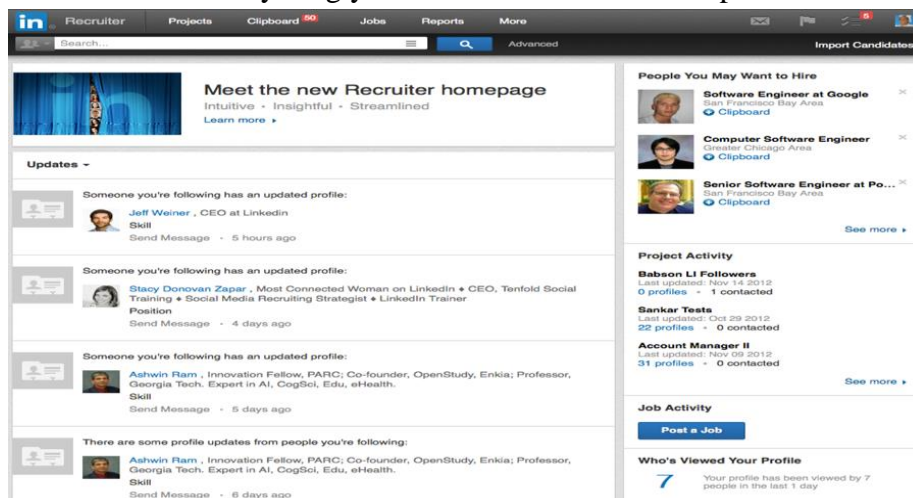 in Recruiter Projects Clipboard 50 Jobs Reports More 5
Search... Advanced Import Candidates
Meet the new Recruiter homepage
Intuitive • Insightful • Streamlined
Learn more ▸
Updates
Someone you're following has an updated profile:
Jeff Weiner , CEO at Linkedin
Skill
Send Message • 5 hours ago
Someone you're following has an updated profile:
Stacy Donovan Zapar , Most Connected Woman on LinkedIn ♦ CEO, Tenfold Social
Training ♦ Social Media Recruiting Strategist ♦ LinkedIn Trainer
Position
Send Message • 4 days ago
Someone you're following has an updated profile:
Ashwin Ram , Innovation Fellow, PARC; Co-founder, OpenStudy, Enkia; Professor,
Georgia Tech. Expert in AI, CogSci, Edu, eHealth.
Skill
Send Message • 5 days ago
There are some profile updates from people you're following:
Ashwin Ram , Innovation Fellow, PARC; Co-founder, OpenStudy, Enkia; Professor,
Georgia Tech. Expert in AI, CogSci, Edu, eHealth.
Skill
Send Message • 6 days ago
People You May Want to Hire
Software Engineer at Google
San Francisco Bay Area
Clipboard
Computer Software Engineer
Greater Chicago Area
Clipboard
Senior Software Engineer at Po...
San Francisco Bay Area
Clipboard
See more ▸
Project Activity
Babson LI Followers
Last updated: Nov 14 2012
0 profiles • 1 contacted
Sankar Tests
Last updated: Oct 29 2012
22 profiles • 0 contacted
Account Manager II
Last updated: Nov 09 2012
31 profiles • 0 contacted
See more ▸
Job Activity
Post a Job
Who's Viewed Your Profile
7 Your profile has been viewed by 7
people in the last 1 day